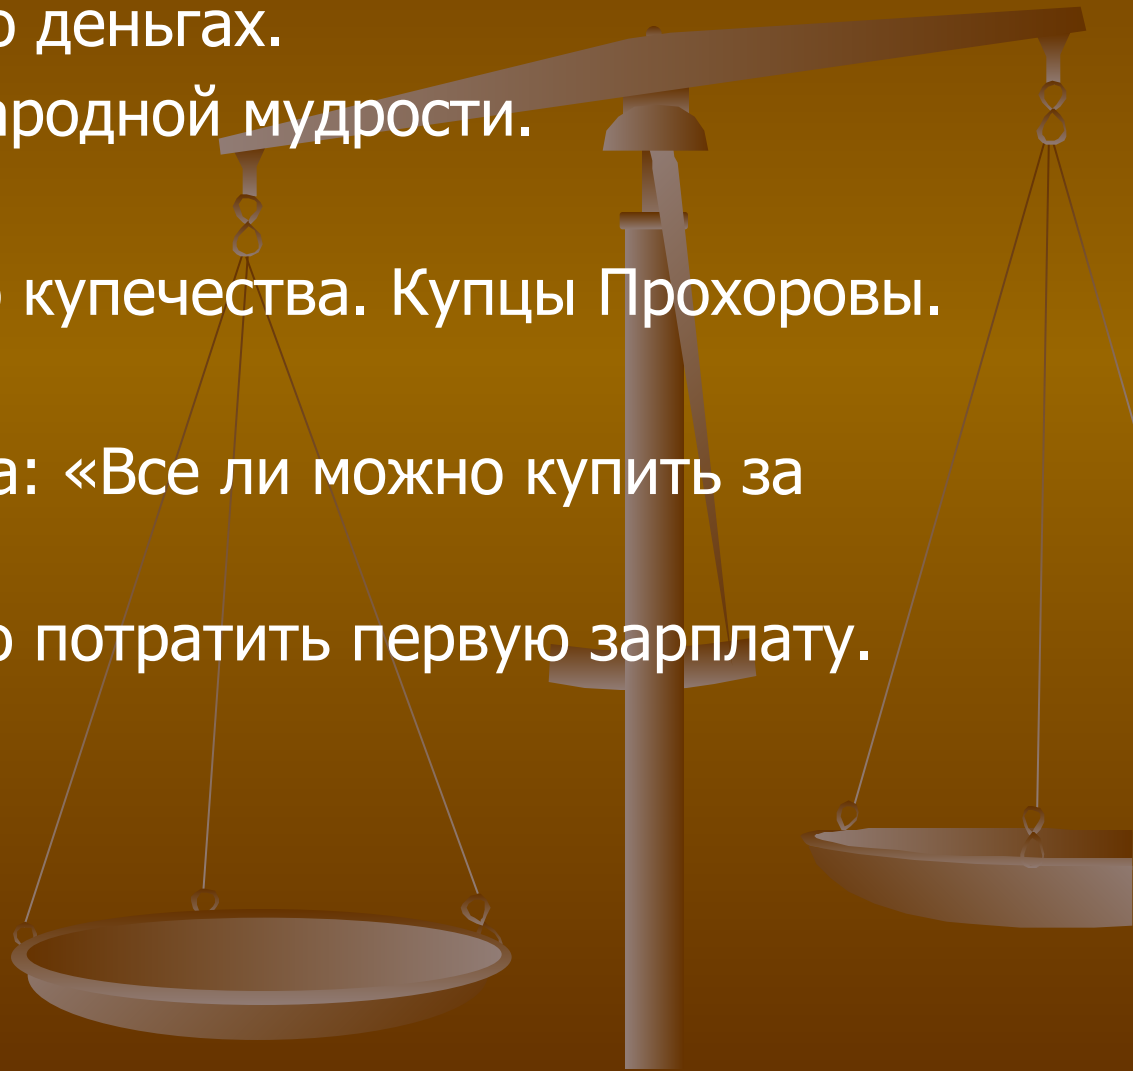 о деньгах.
ародной мудрости.
о купечества. Купцы Прохоровы.
а: «Все ли можно купить за
о потратить первую зарплату.